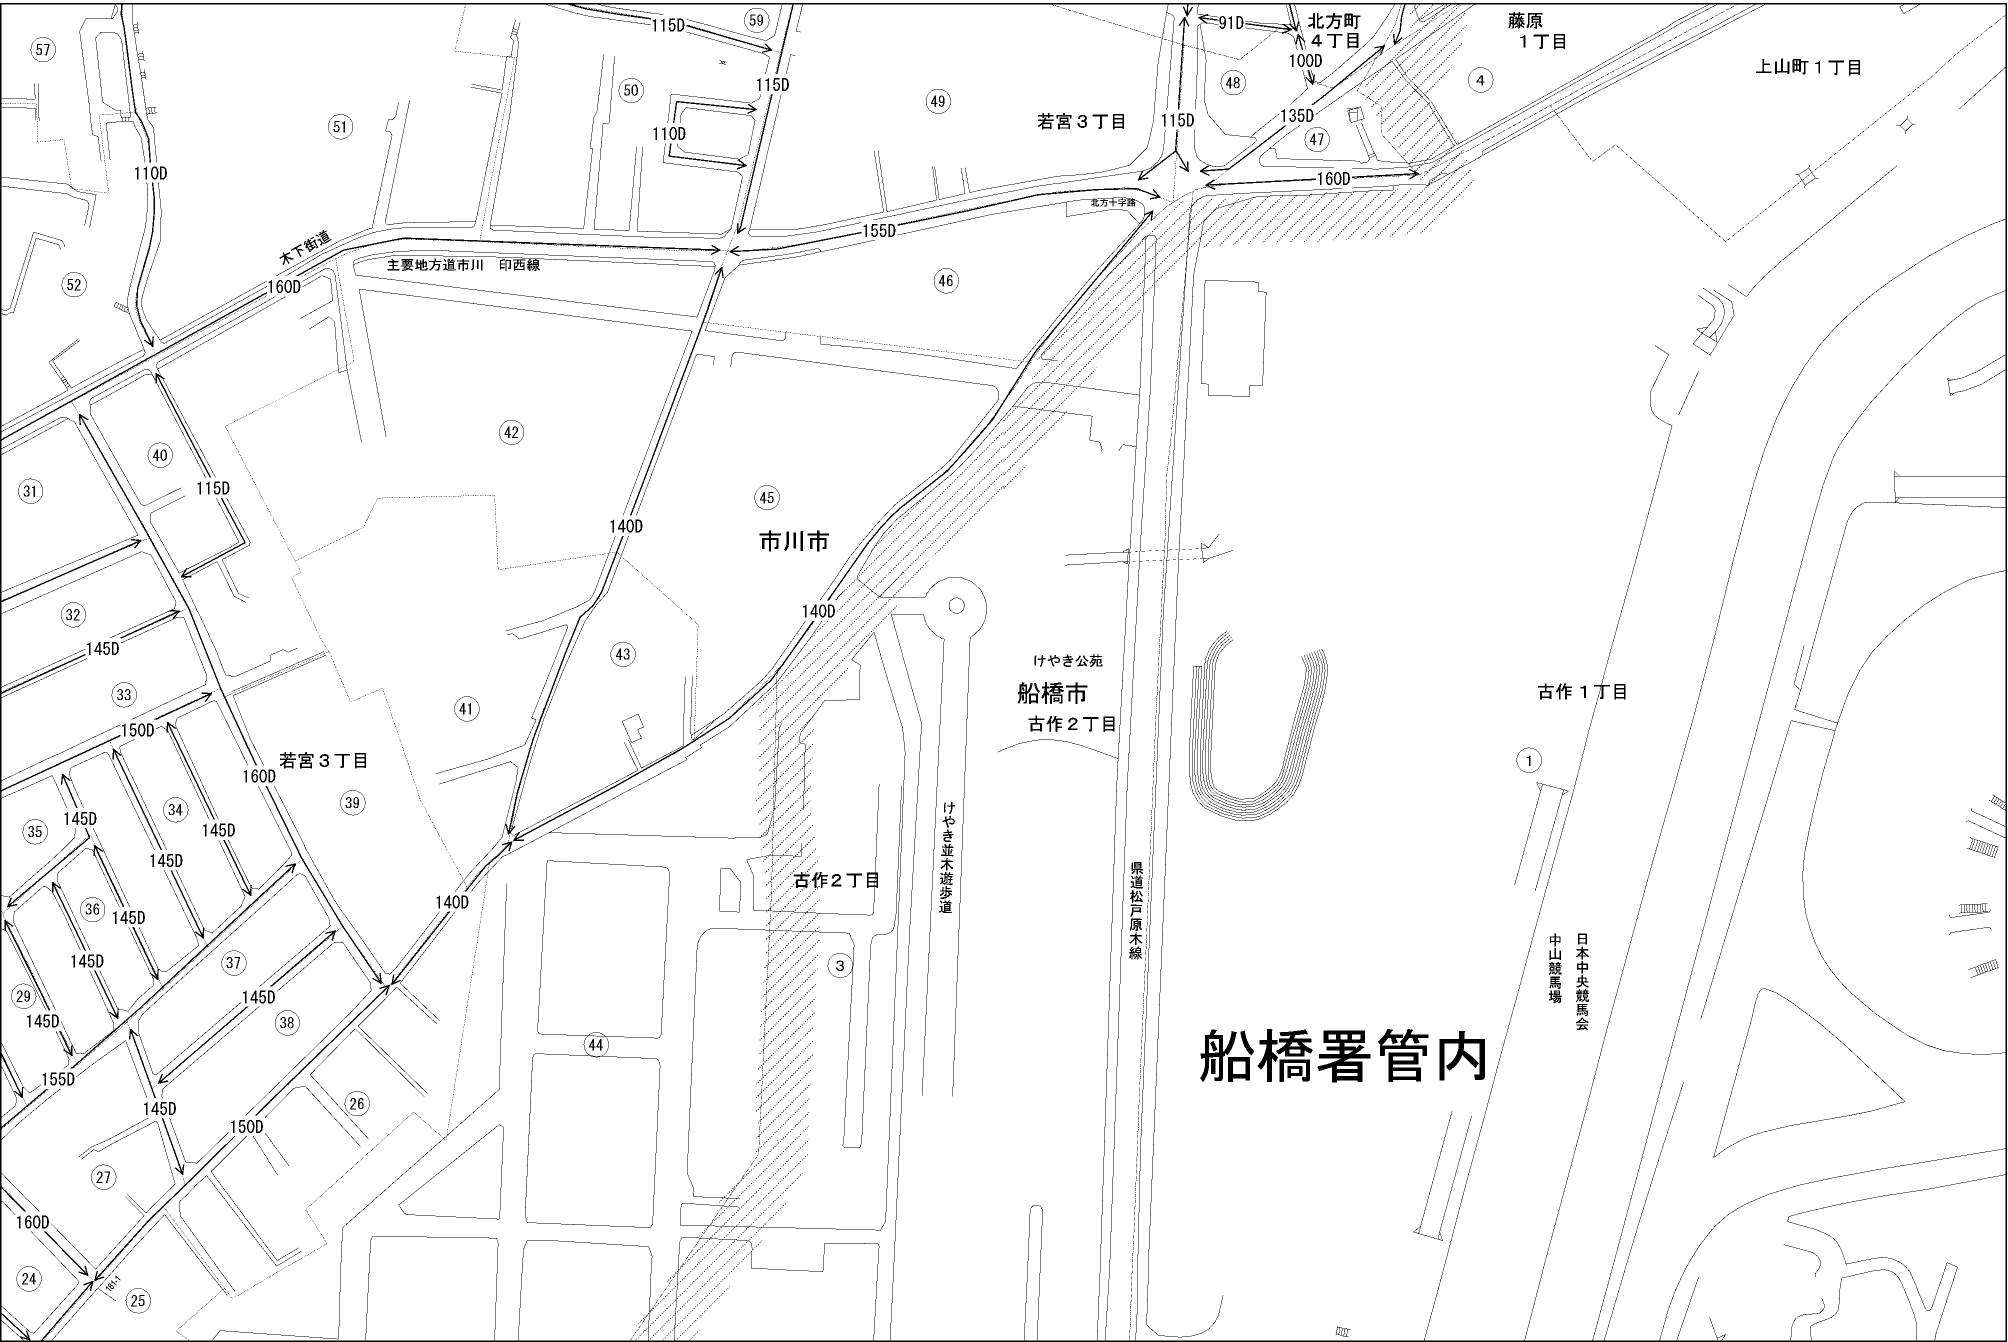 115D
59
91D
北方町
４丁目
藤原
１丁目
57
100D
上山町１丁目
50
115D
48
4
51
49
110D
若宮３丁目
115D
135D
47
110D
160D
北方十字路
155D
木下街道
主要地方道市川　印西線
52
160D
46
42
40
31
115D
45
140D
市川市
32
140D
145D
43
けやき公苑
船橋市
古作２丁目
33
古作１丁目
41
150D
若宮３丁目
160D
1
39
34
35
145D
145D
145D
けやき並木遊歩道
県道松戸原木線
古作２丁目
140D
36
145D
日本中央競馬会
中山競馬場
37
145D
3
29
145D
145D
38
44
船橋署管内
155D
145D
26
150D
27
160D
24
181-1
25